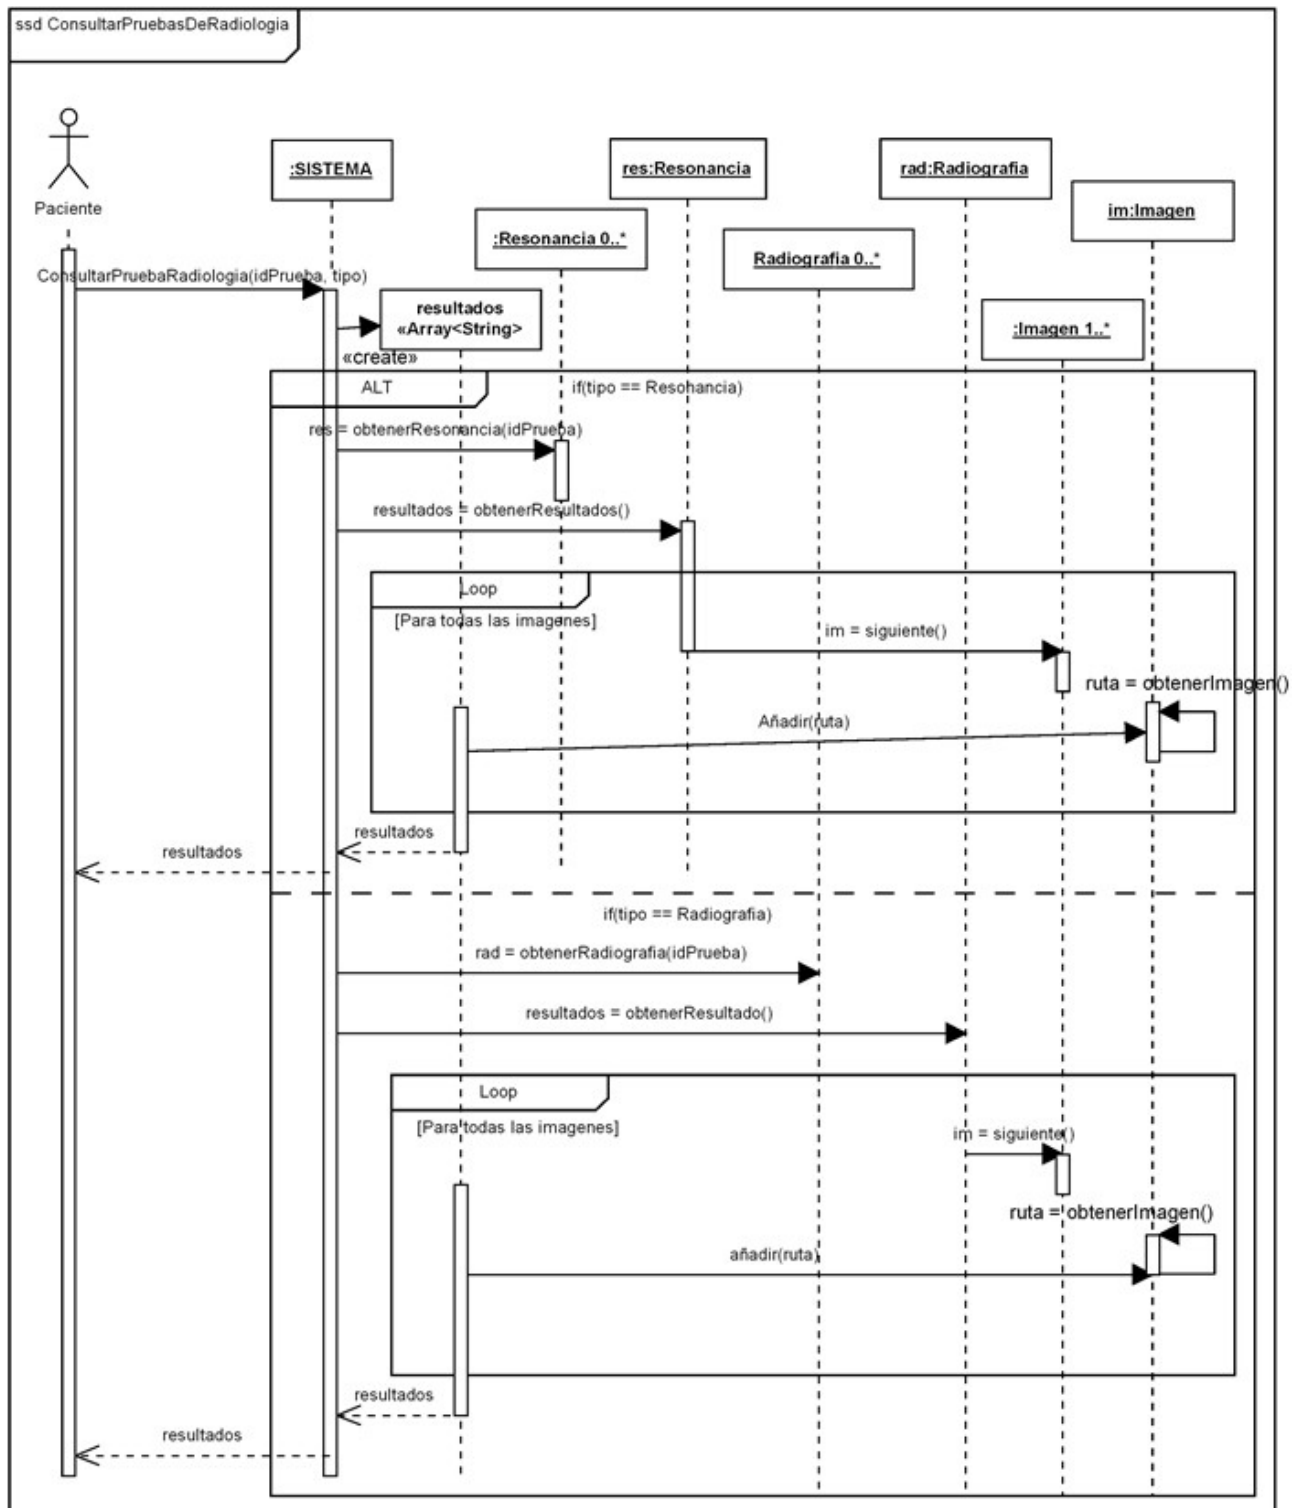 ssd ConsultarPruebasDeRadiologia
:SISTEMA
res:Resonancia
rad:Radiografia
Paciente
im:Imagen
:Resonancia 0..*
Radiografia 0..*
ConsultarPruebaRadiologia(idPrueba, tipo)
resultados
«Array<String>
:Imagen 1..*
«create»
ALT
if(tipo == Resonancia)
res = obtenerResonancia(idPrueba)
resultados = obtenerResultados()
Loop
[Para todas las imagenes]
im = siguiente()
ruta = obtenerImagen()
Añadir(ruta)
resultados
resultados
if(tipo == Radiografia)
rad = obtenerRadiografia(idPrueba)
resultados = obtenerResultado()
Loop
[Para todas las imagenes]
im = siguiente()
ruta = obtenerImagen()
añadir(ruta)
resultados
resultados